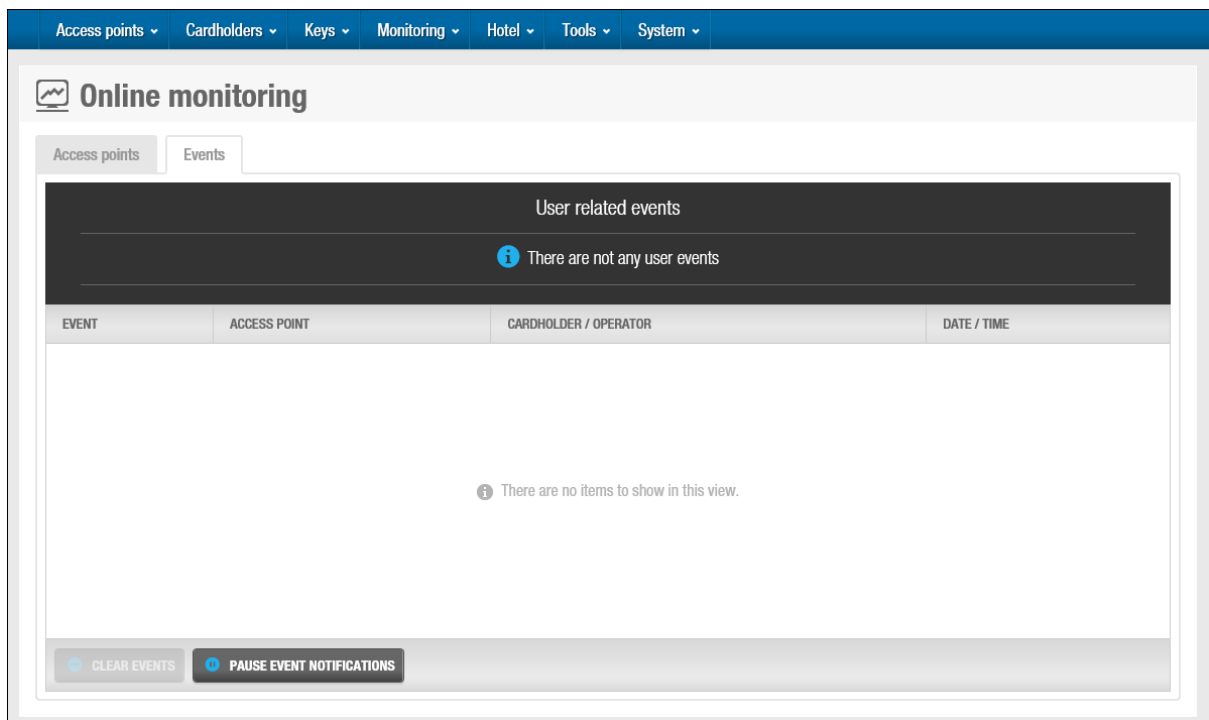 Access points Cardholders Keys Monitoring Hotel Tools System
Online monitoring
Access points Events
User related events
There are not any user events
EVENT ACCESS POINT CARDHOLDER / OPERATOR DATE / TIME
There are no items to show in this view.
CLEAR EVENTS PAUSE EVENT NOTIFICATIONS